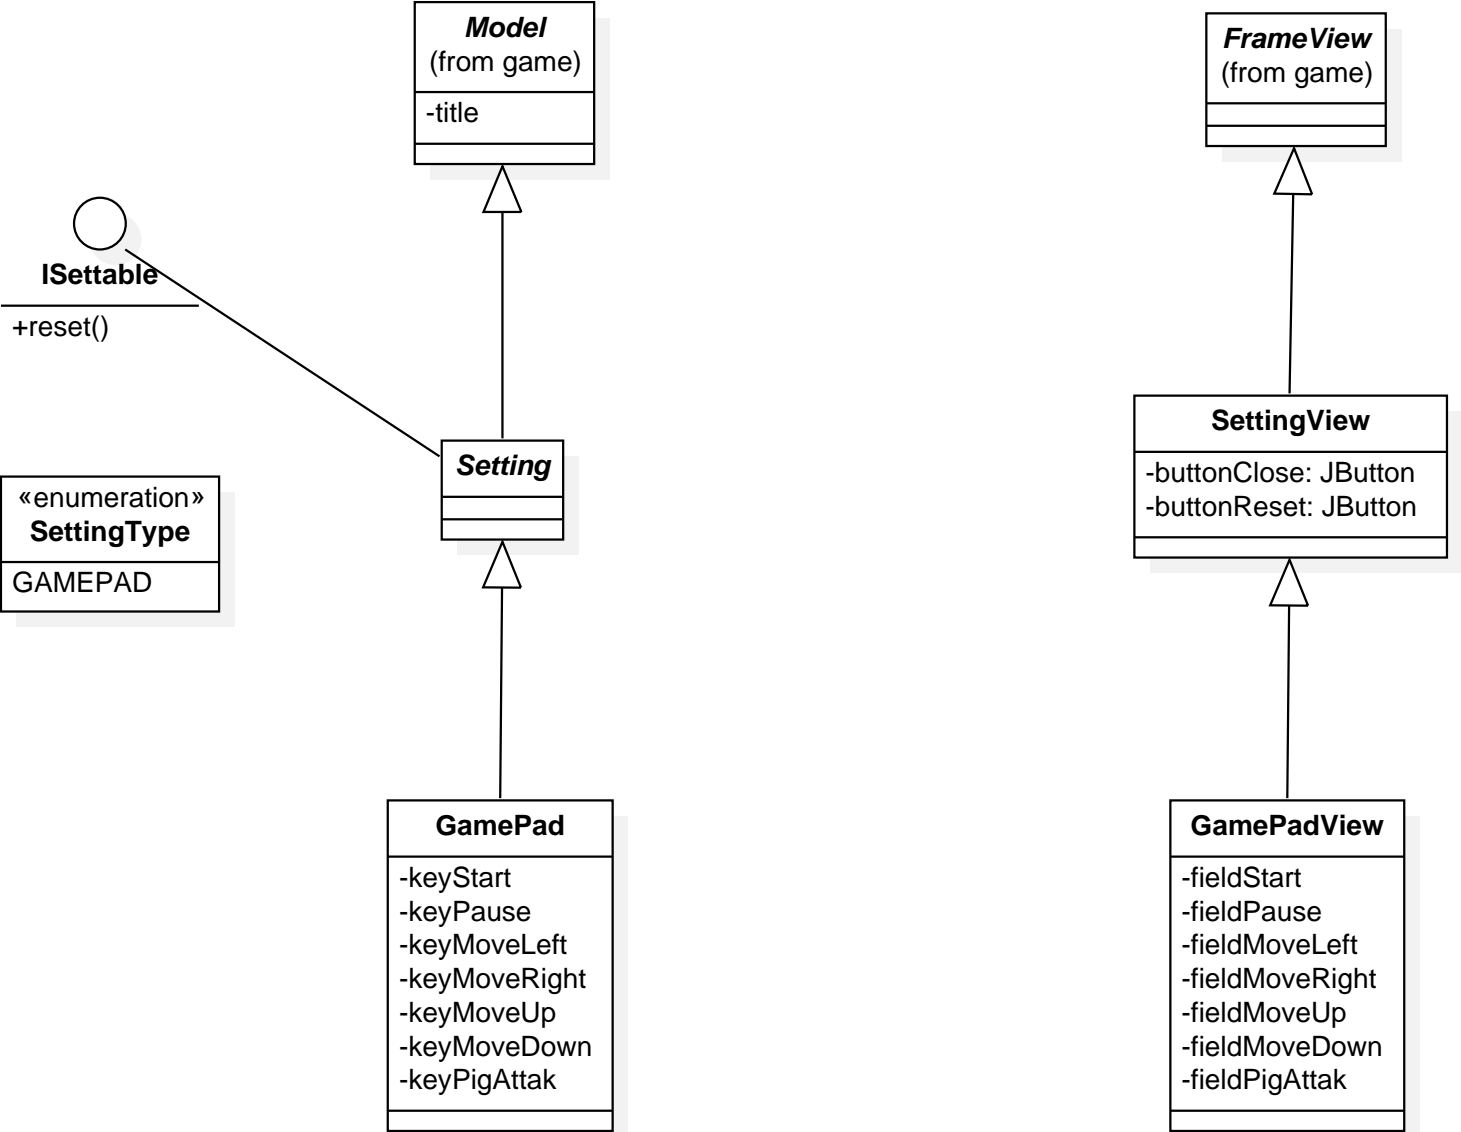 Model
(from game)
-title
FrameView
(from game)
ISettable
+reset()
Setting
«enumeration»
SettingType
GAMEPAD
SettingView
-buttonClose: JButton
-buttonReset: JButton
GamePad
-keyStart
-keyPause
-keyMoveLeft
-keyMoveRight
-keyMoveUp
-keyMoveDown
-keyPigAttak
GamePadView
-fieldStart
-fieldPause
-fieldMoveLeft
-fieldMoveRight
-fieldMoveUp
-fieldMoveDown
-fieldPigAttak